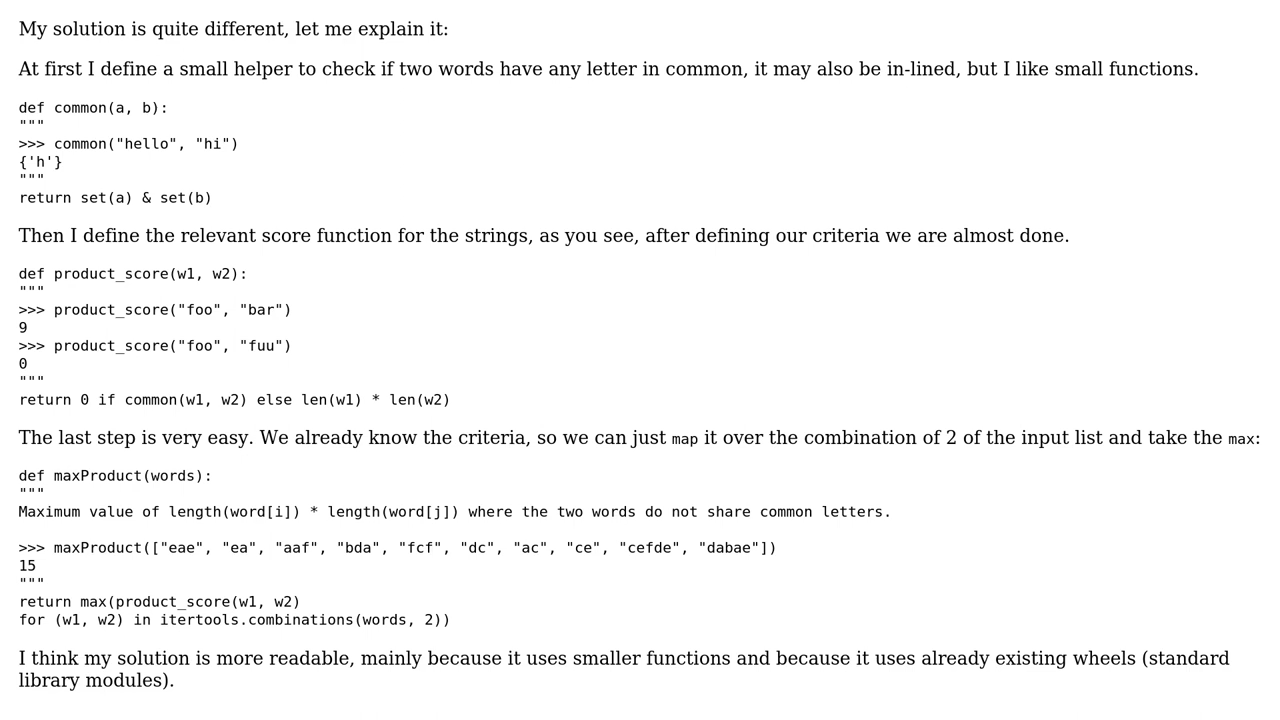 My solution is quite different, let me explain it:
At first I define a small helper to check if two words have any letter in common, it may also be in-lined, but I like small functions.
def common(a, b):
"""
>>> common("hello", "hi")
{'h'}
"""
return set(a) & set(b)
Then I define the relevant score function for the strings, as you see, after defining our criteria we are almost done.
def product_score(w1, w2):
"""
>>> product_score("foo", "bar")
9
>>> product_score("foo", "fuu")
0
"""
return 0 if common(w1, w2) else len(w1) * len(w2)
The last step is very easy. We already know the criteria, so we can just map it over the combination of 2 of the input list and take the max:
def maxProduct(words):
"""
Maximum value of length(word[i]) * length(word[j]) where the two words do not share common letters.
>>> maxProduct(["eae", "ea", "aaf", "bda", "fcf", "dc", "ac", "ce", "cefde", "dabae"])
15
"""
return max(product_score(w1, w2)
for (w1, w2) in itertools.combinations(words, 2))
I think my solution is more readable, mainly because it uses smaller functions and because it uses already existing wheels (standard
library modules).